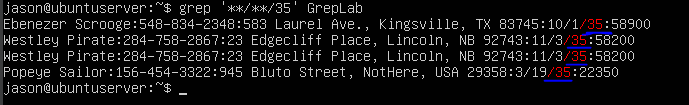 jason@ubuntuserver:~$ grep '**/**/35' GrepLab
Ebenezer Scrooge:548-834-2348:583 Laurel Ave., Kingsville, TX 83745:10/1/35:58900
Westley Pirate:284-758-2867:23 Edgecliff Place, Lincoln, NB 92743:11/3/35:58200
Westley Pirate:284-758-2867:23 Edgecliff Place, Lincoln, NB 92743:11/3/35:58200
Popeye Sailor:156-454-3322:945 Bluto Street, NotHere, USA 29358:3/19/35:22350
jason@ubuntuserver:~$ _